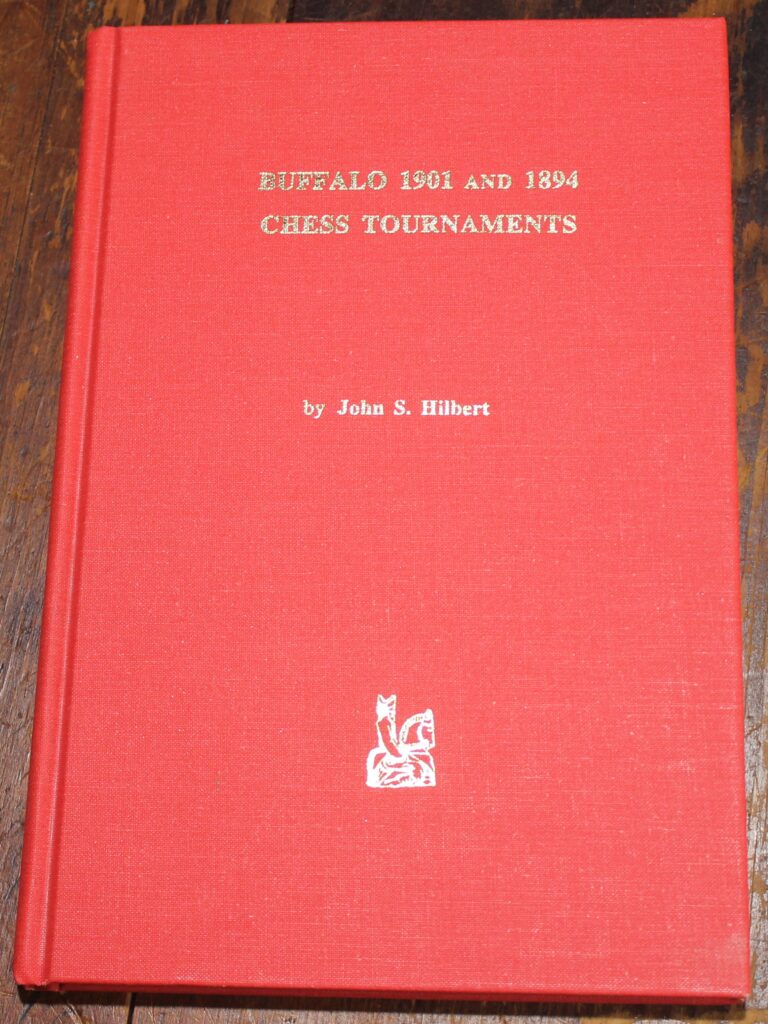 BUFFALO 1901 AND 1894
CHESS TOURNAMENTS
by John S. Hilbert